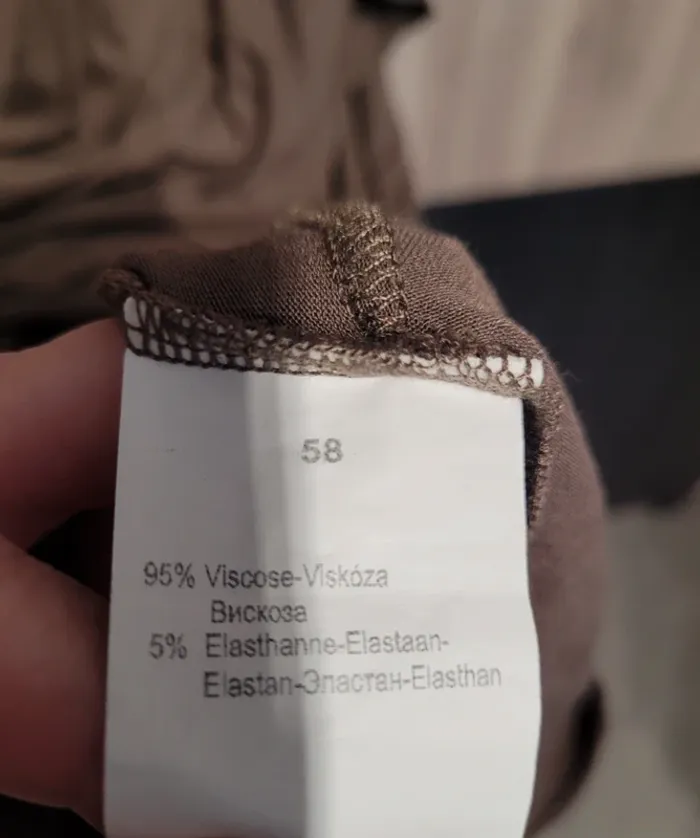 58
95% Viscose-Viskóza
Вискоза
5% Elasthanne-Elastaan-
Elastan-Эластан-Elasthan